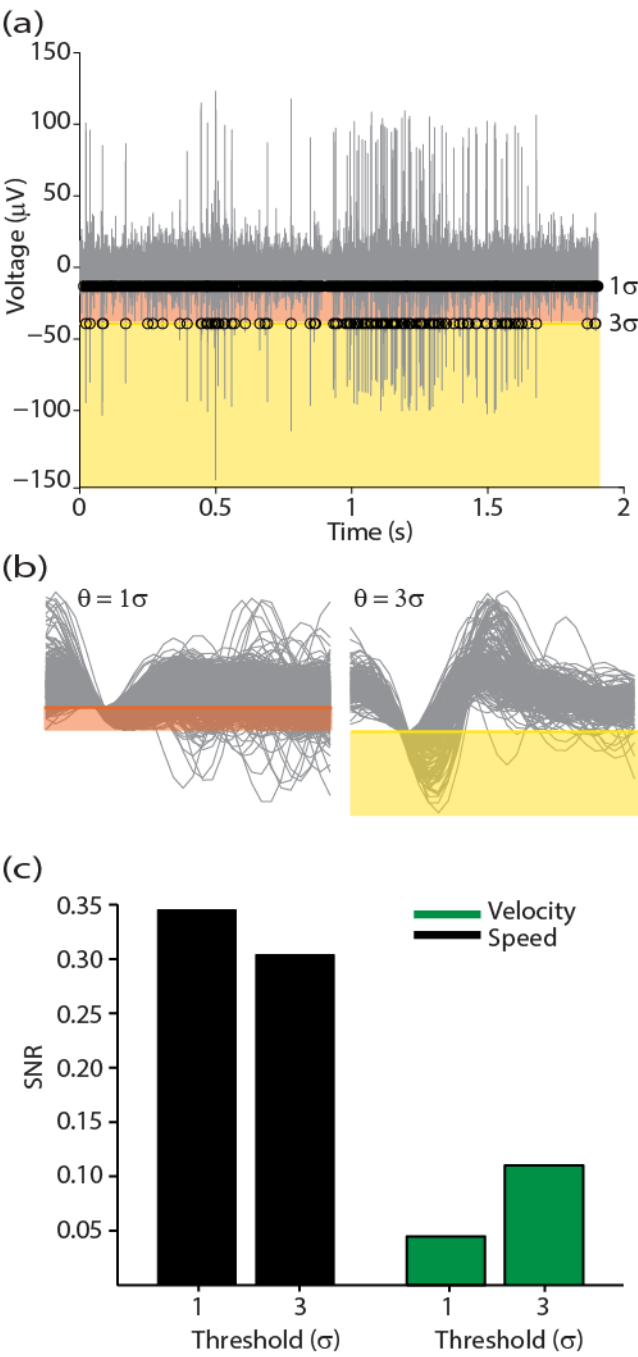 (a)
150
100
50
0
−50
−100
−150
Voltage (μV)
1σ
3σ
0
0.5
1
1.5
2
Time (s)
(b)
θ = 1σ
θ = 3σ
(c)
0.35
0.30
0.25
0.20
0.15
0.10
0.05
SNR
Velocity
Speed
1
3
1
3
Threshold (σ)
Threshold (σ)